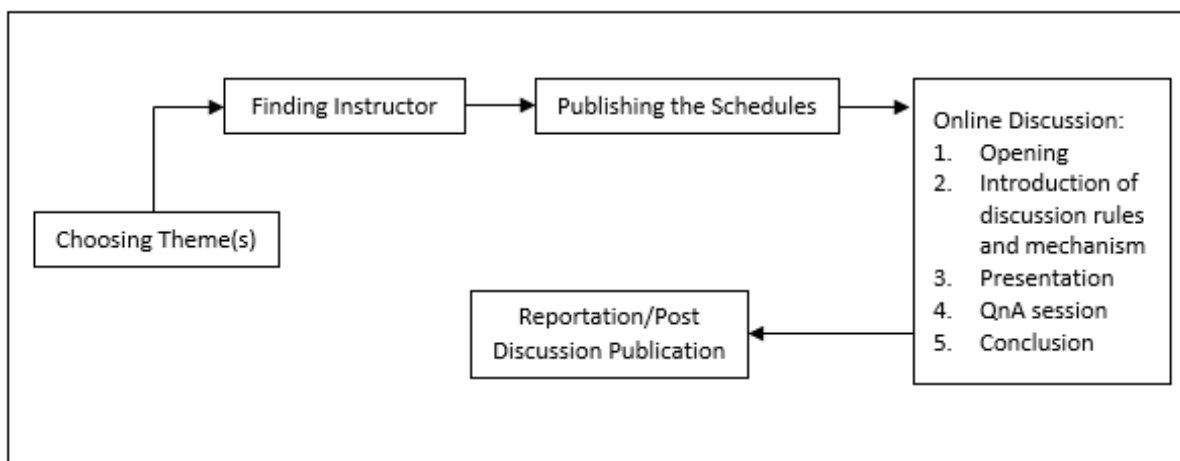 Finding Instructor
Publishing the Schedules
Online Discussion:
1. Opening
2. Introduction of
discussion rules
and mechanism
3. Presentation
4. QnA session
5. Conclusion
Choosing Theme(s)
Reportation/Post
Discussion Publication